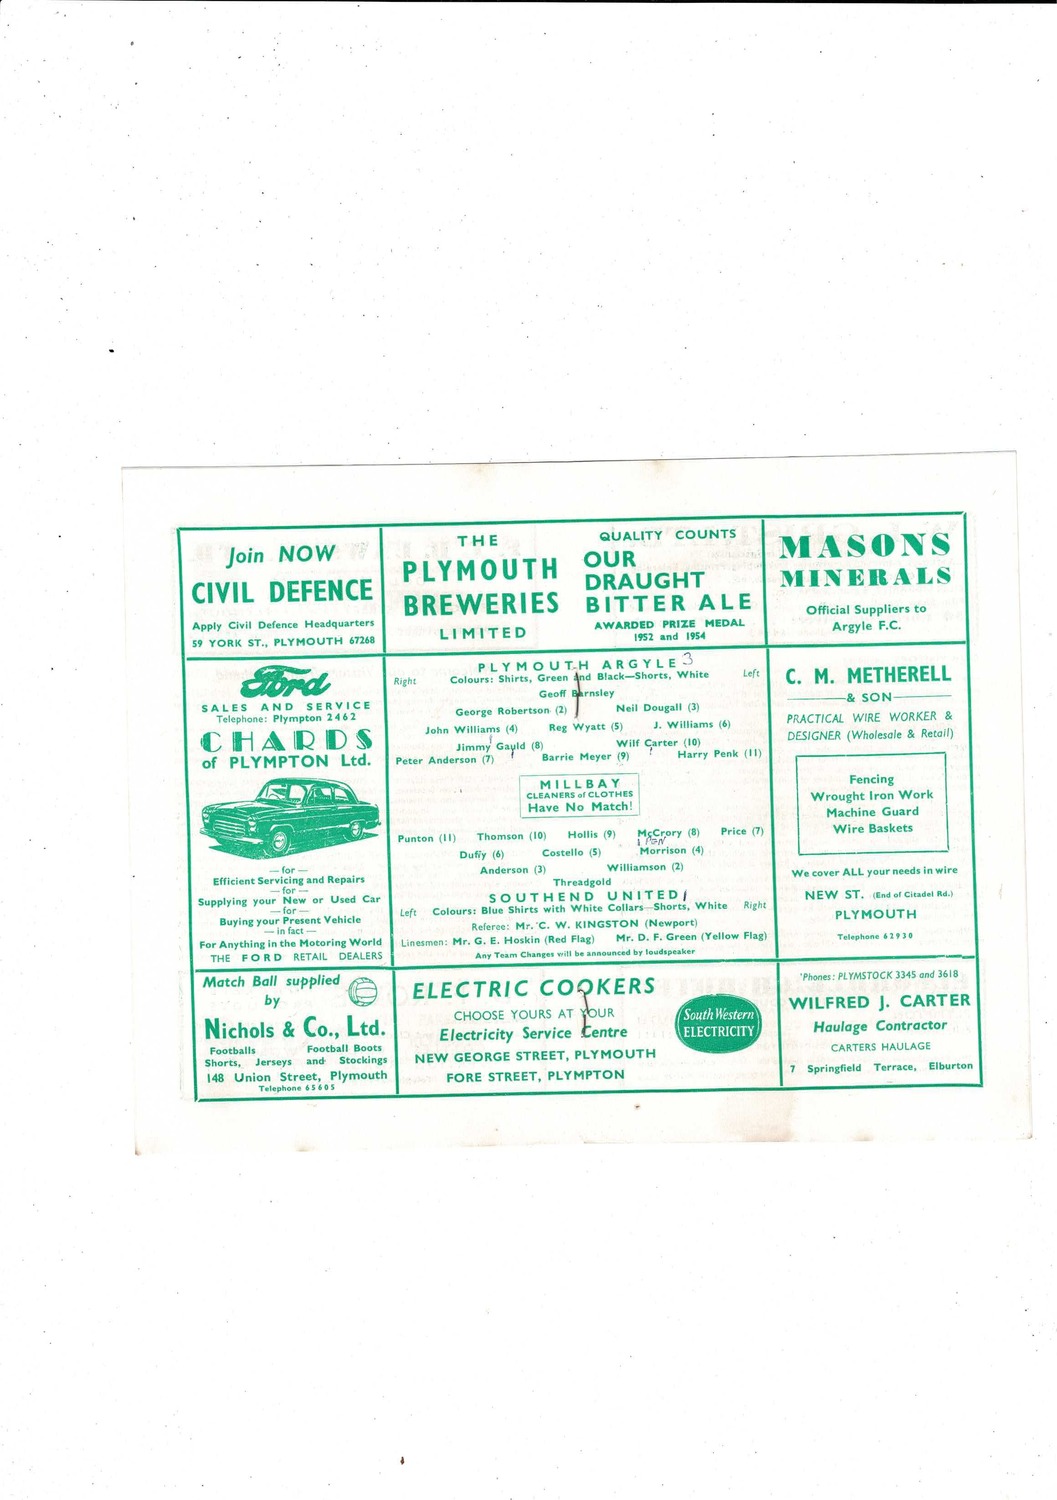 Join NOW
CIVIL DEFENCE
Apply Civil Defence Headquarters
59 YORK ST., PLYMOUTH 67268
THE
PLYMOUTH
BREWERIES
LIMITED
QUALITY COUNTS
OUR
DRAUGHT
BITTER ALE
AWARDED PRIZE MEDAL
1952 and 1954
MASONS
MINERALS
Official Suppliers to
Argyle F.C.
Ford
SALES AND SERVICE
Telephone: Plympton 2462
CHARDS
of PLYMPTON Ltd.
— for —
Efficient Servicing and Repairs
— for —
Supplying your New or Used Car
— for —
Buying your Present Vehicle
— in fact —
For Anything in the Motoring World
THE FORD RETAIL DEALERS
PLYMOUTH ARGYLE 3
Right Colours: Shirts, Green and Black—Shorts, White Left
Geoff Barnsley
George Robertson (2) Neil Dougall (3)
John Williams (4) Reg Wyatt (5) J. Williams (6)
Jimmy Gauld (8) Wilf Carter (10)
Peter Anderson (7) Barrie Meyer (9) Harry Penk (11)
MILLBAY
CLEANERS of CLOTHES
Have No Match!
Punton (11) Thomson (10) Hollis (9) McCrory (8) Price (7)
1 PEN
Duffy (6) Costello (5) Morrison (4)
Anderson (3) Williamson (2)
Threadgold
SOUTHEND UNITED 1
Left Colours: Blue Shirts with White Collars—Shorts, White Right
Referee: Mr. C. W. KINGSTON (Newport)
Linesmen: Mr. G. E. Hoskin (Red Flag) Mr. D. F. Green (Yellow Flag)
Any Team Changes will be announced by loudspeaker
C. M. METHERELL
& SON
PRACTICAL WIRE WORKER &
DESIGNER (Wholesale & Retail)
Fencing
Wrought Iron Work
Machine Guard
Wire Baskets
We cover ALL your needs in wire
NEW ST. (End of Citadel Rd.)
PLYMOUTH
Telephone 62930
Match Ball supplied
by
Nichols & Co., Ltd.
Footballs Football Boots
Shorts, Jerseys and Stockings
148 Union Street, Plymouth
Telephone 65605
ELECTRIC COOKERS
CHOOSE YOURS AT YOUR
Electricity Service Centre
NEW GEORGE STREET, PLYMOUTH
FORE STREET, PLYMPTON
South Western
ELECTRICITY
'Phones: PLYMSTOCK 3345 and 3618
WILFRED J. CARTER
Haulage Contractor
CARTERS HAULAGE
7 Springfield Terrace, Elburton